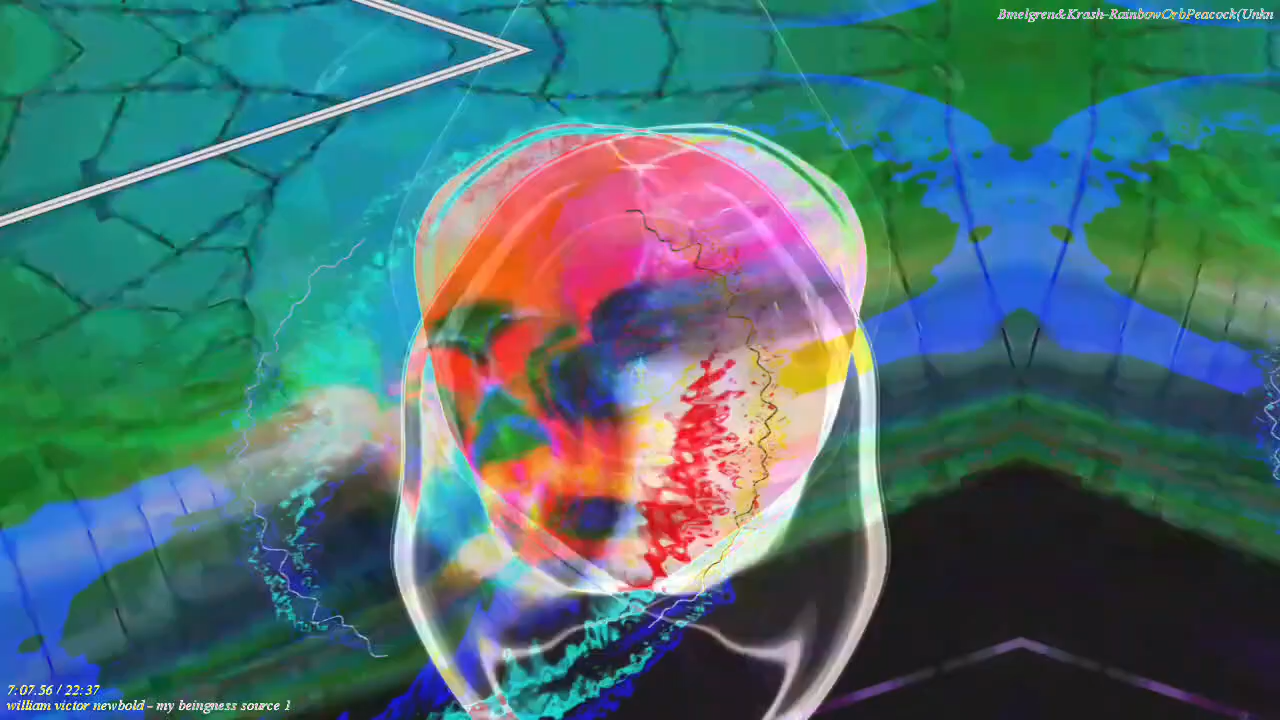 Bmelgren&Krash-RainbowOrbPeacock(Unkn
7:07.56 / 22:37
william victor newbold - my beingness source 1